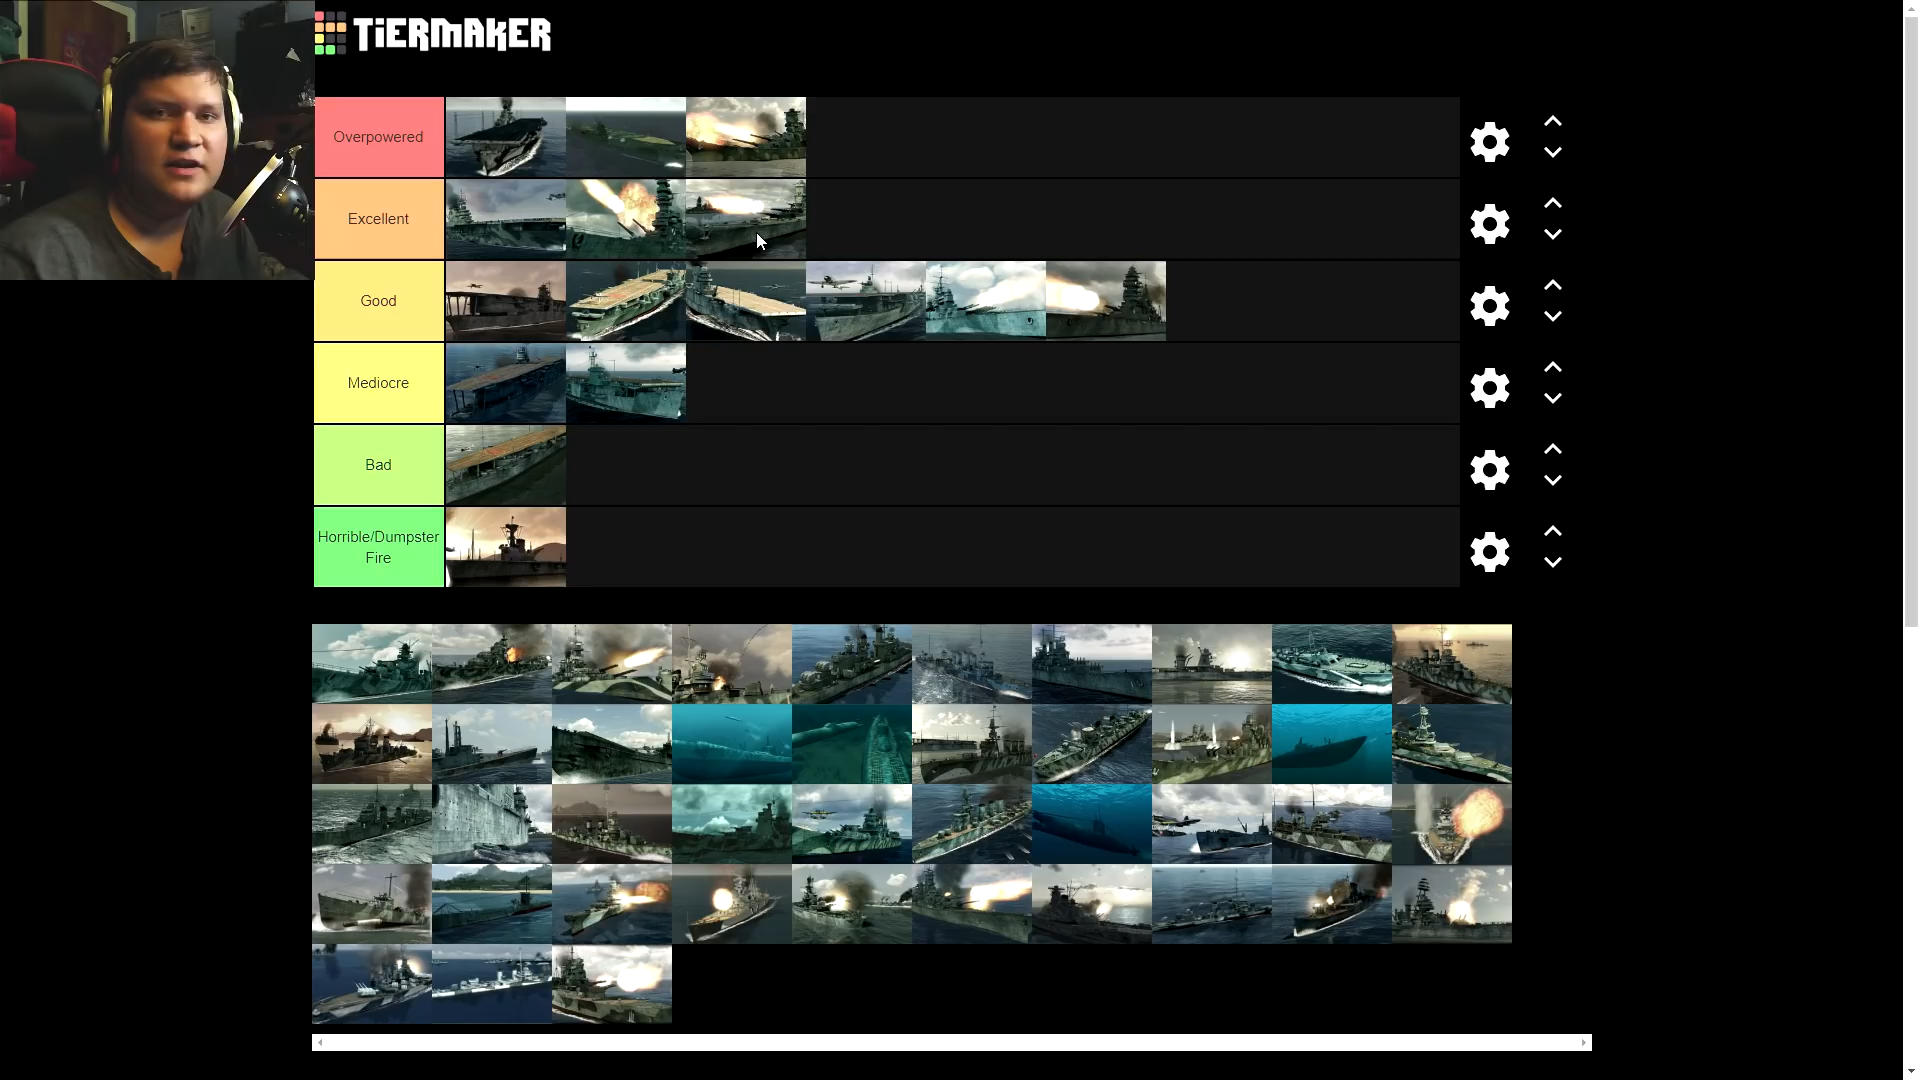 TiERMAKER
Overpowered
Excellent
Good
Mediocre
Bad
Horrible/Dumpster
Fire